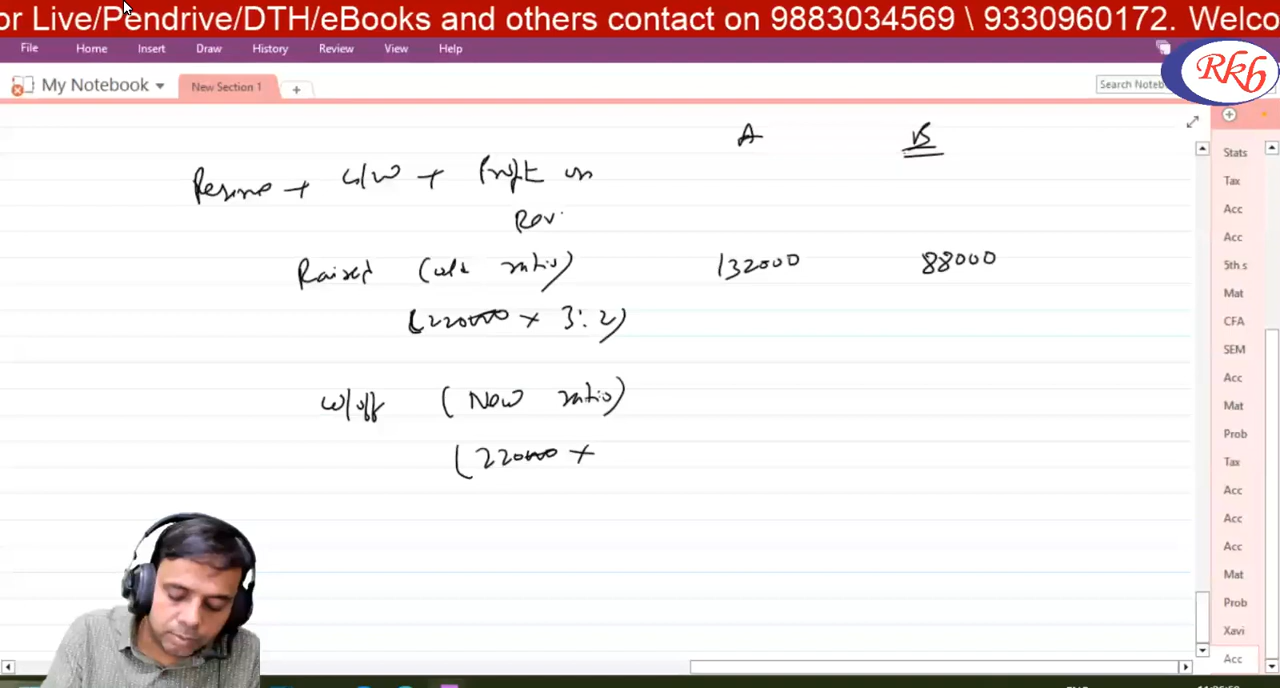 or Live/Pendrive/DTH/eBooks and others contact on 9883034569 \ 9330960172. Welco
File Home Insert Draw History Review View Help
Rkb
My Notebook New Section 1 + Search Noteb
A B
Reserve + G/W + Profit on
Rev.
Raised (old ratio) 132000 88000
(220000 × 3:2)
w/off (New ratio)
(220000 ×
Stats
Tax
Acc
Acc
5th s
Mat
CFA
SEM
Acc
Mat
Prob
Tax
Acc
Acc
Acc
Mat
Prob
Xavi
Acc